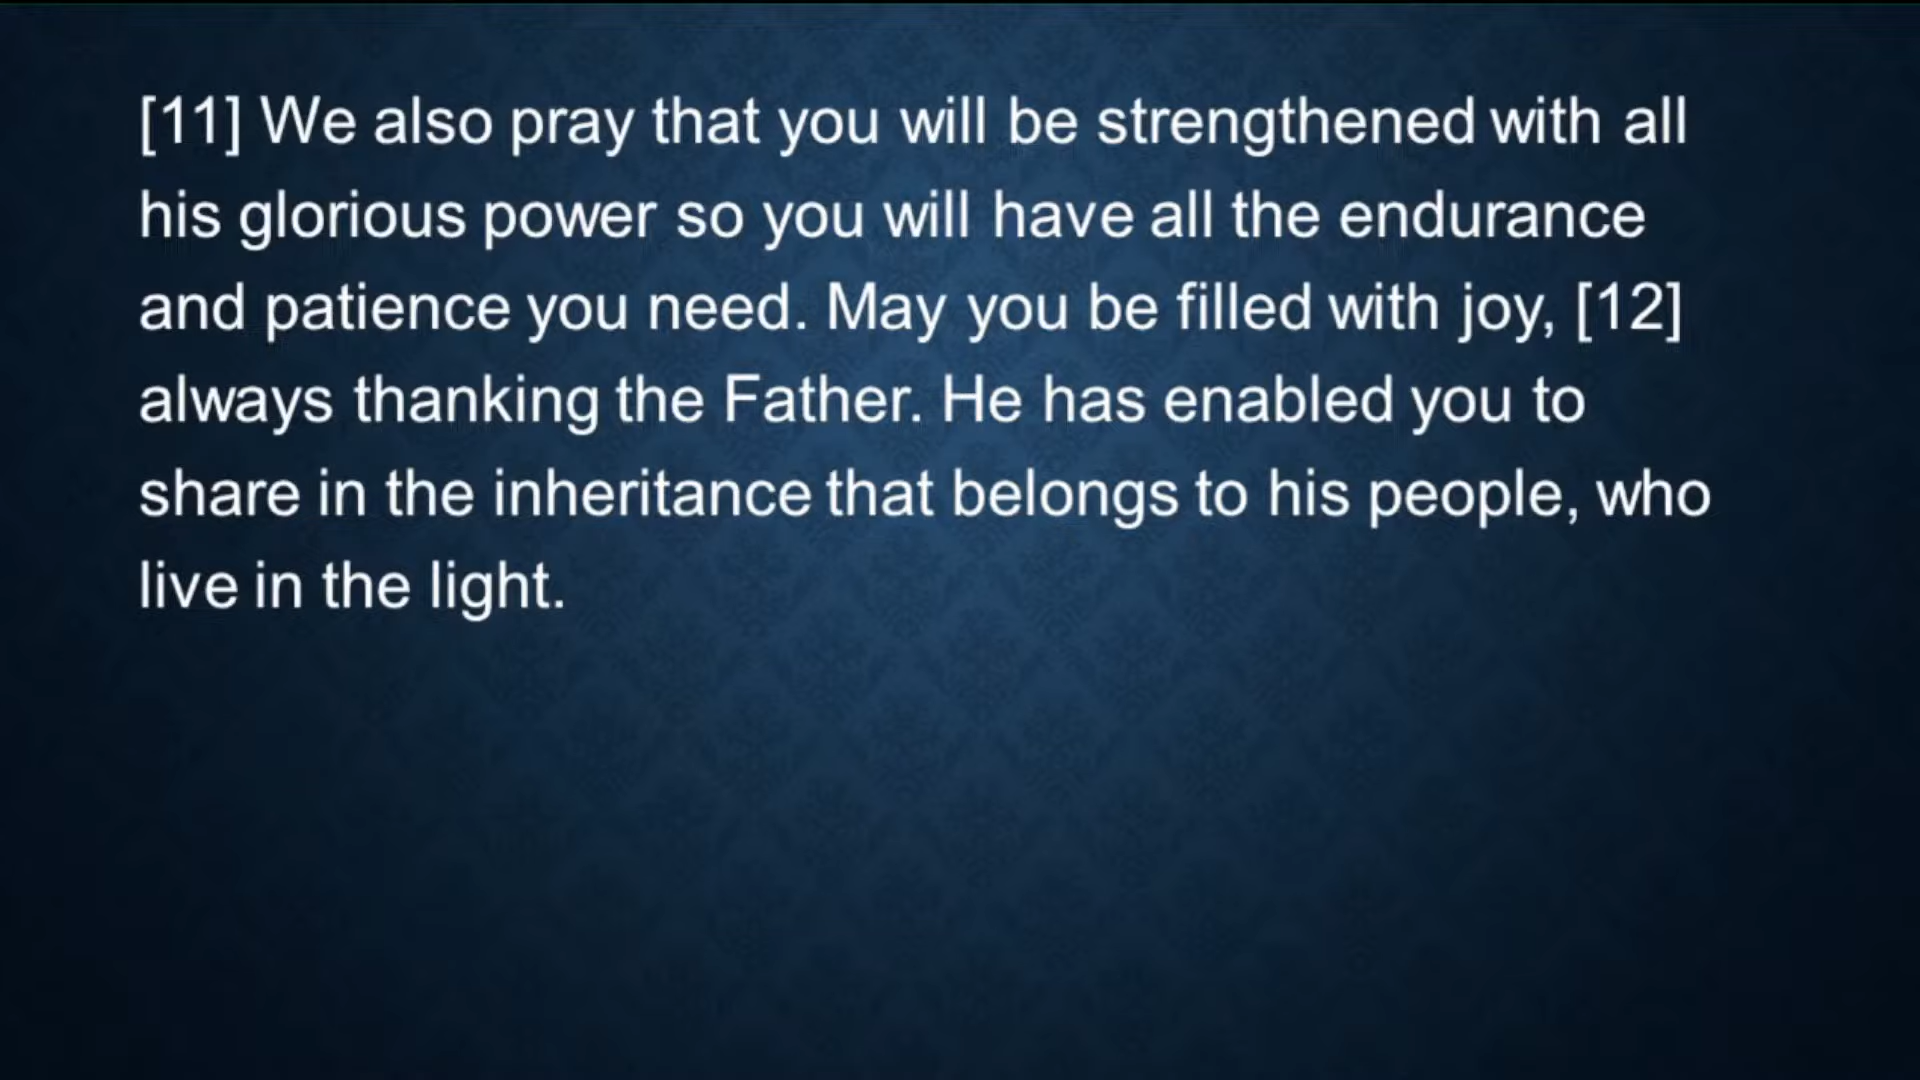 [11] We also pray that you will be strengthened with all
his glorious power so you will have all the endurance
and patience you need. May you be filled with joy, [12]
always thanking the Father. He has enabled you to
share in the inheritance that belongs to his people, who
live in the light.